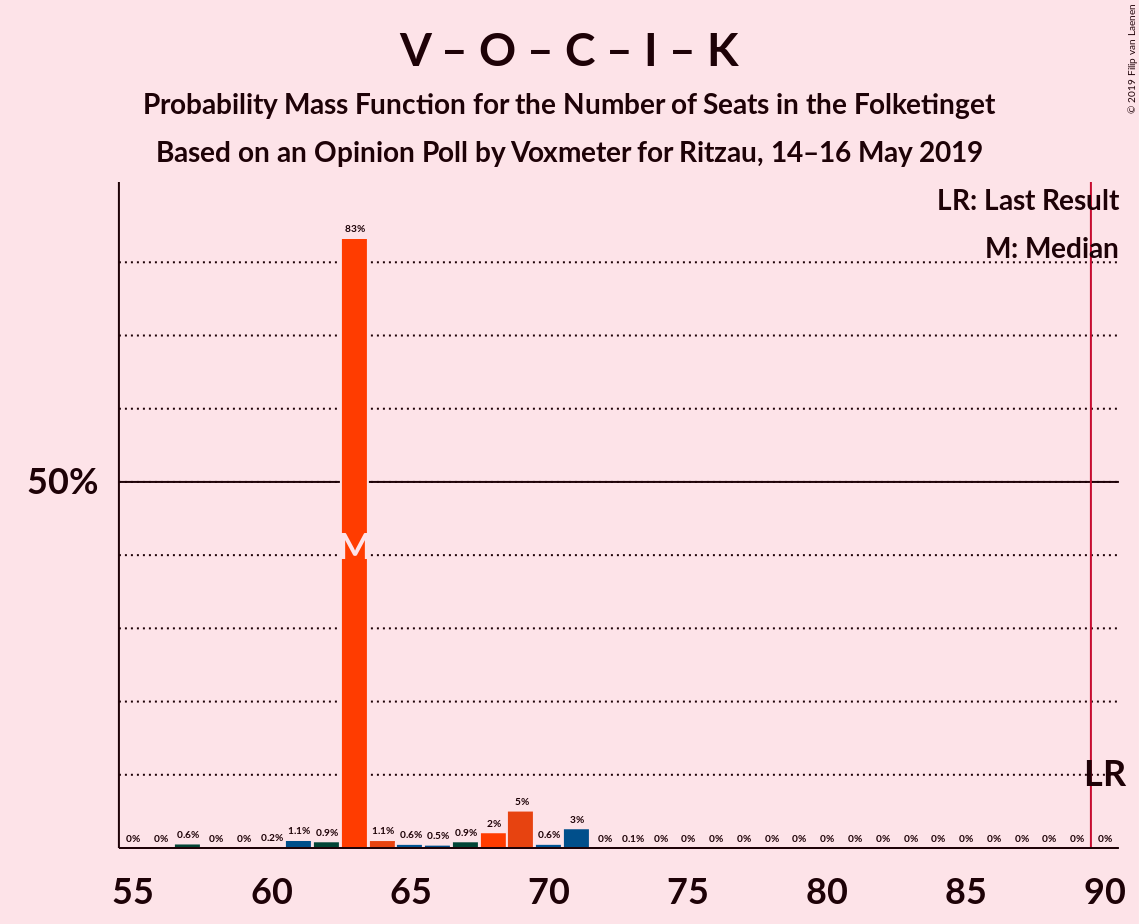 V – O – C – I – K
Probability Mass Function for the Number of Seats in the Folketinget
Based on an Opinion Poll by Voxmeter for Ritzau, 14–16 May 2019
© 2019 Filip van Laenen
LR: Last Result
M: Median
50%
83%
M
LR
0% 0% 0.6% 0% 0% 0.2% 1.1% 0.9% 1.1% 0.6% 0.5% 0.9% 2% 5% 0.6% 3% 0% 0.1% 0% 0% 0% 0% 0% 0% 0% 0% 0% 0% 0% 0% 0% 0% 0% 0% 0%
55 60 65 70 75 80 85 90